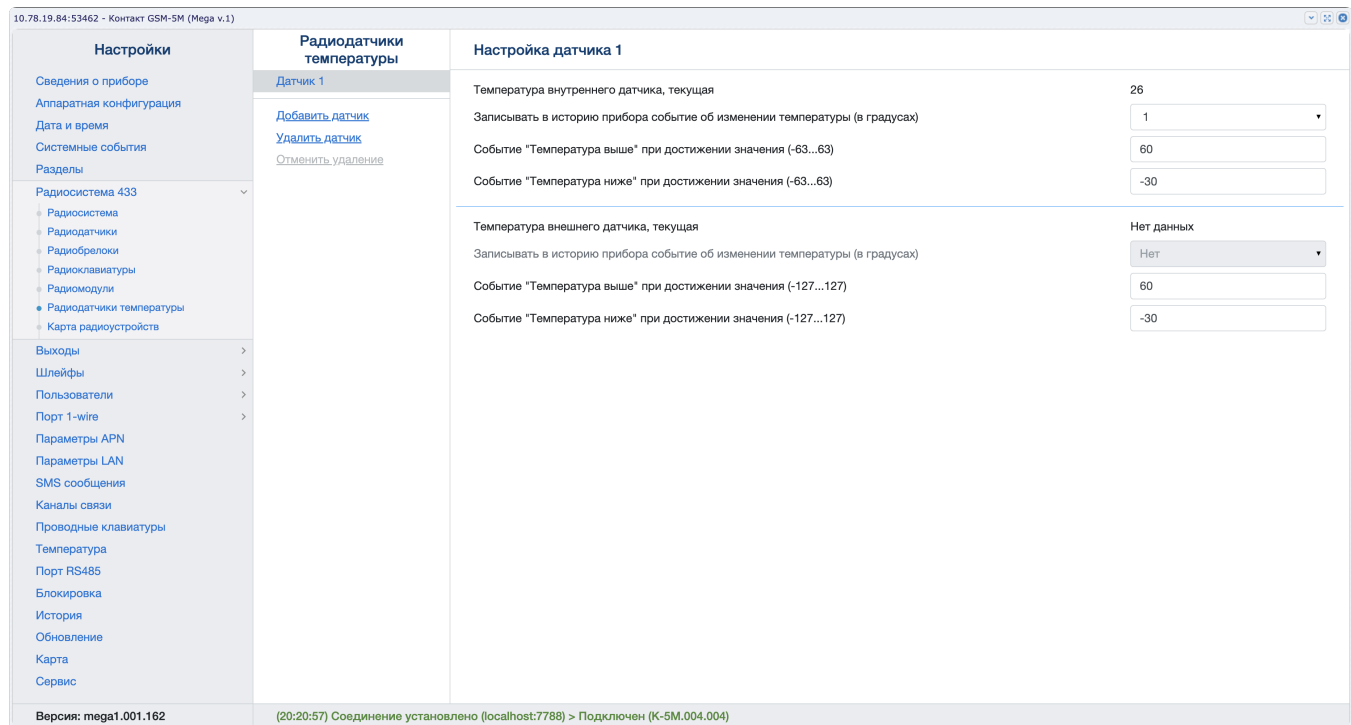 10.78.19.84:53462 - Контакт GSM-5M (Mega v.1)
Настройки
Сведения о приборе
Аппаратная конфигурация
Дата и время
Системные события
Разделы
Радиосистема 433
Радиосистема
Радиодатчики
Радиобрелоки
Радиоклавиатуры
Радиомодули
Радиодатчики температуры
Карта радиоустройств
Выходы
Шлейфы
Пользователи
Порт 1-wire
Параметры APN
Параметры LAN
SMS сообщения
Каналы связи
Проводные клавиатуры
Температура
Порт RS485
Блокировка
История
Обновление
Карта
Сервис
Радиодатчики
температуры
Датчик 1
Добавить датчик
Удалить датчик
Отменить удаление
Настройка датчика 1
Температура внутреннего датчика, текущая 26
Записывать в историю прибора событие об изменении температуры (в градусах) 1
Событие "Температура выше" при достижении значения (-63...63) 60
Событие "Температура ниже" при достижении значения (-63...63) -30
Температура внешнего датчика, текущая Нет данных
Записывать в историю прибора событие об изменении температуры (в градусах) Нет
Событие "Температура выше" при достижении значения (-127...127) 60
Событие "Температура ниже" при достижении значения (-127...127) -30
Версия: mega1.001.162 (20:20:57) Соединение установлено (localhost:7788) > Подключен (K-5M.004.004)